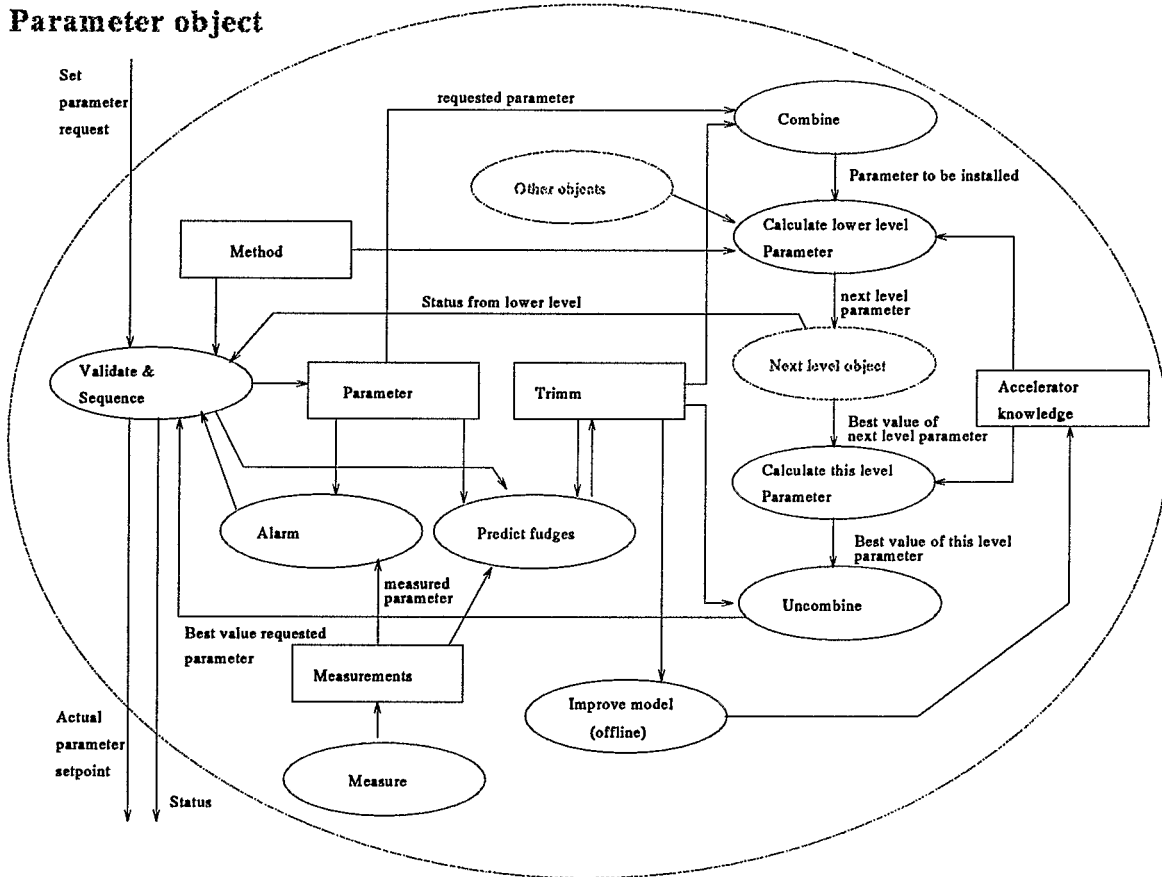 Parameter object
Set
parameter
request
requested parameter
Combine
Parameter to be installed
Other objects
Calculate lower level
Parameter
Method
Status from lower level
next level
parameter
Validate &
Sequence
Parameter
Trimm
Next level object
Accelerator
knowledge
Best value of
next level parameter
Calculate this level
Parameter
Alarm
Predict fudges
Best value of this level
parameter
measured
parameter
Uncombine
Best value requested
parameter
Measurements
Improve model
(offline)
Actual
parameter
setpoint
Measure
Status